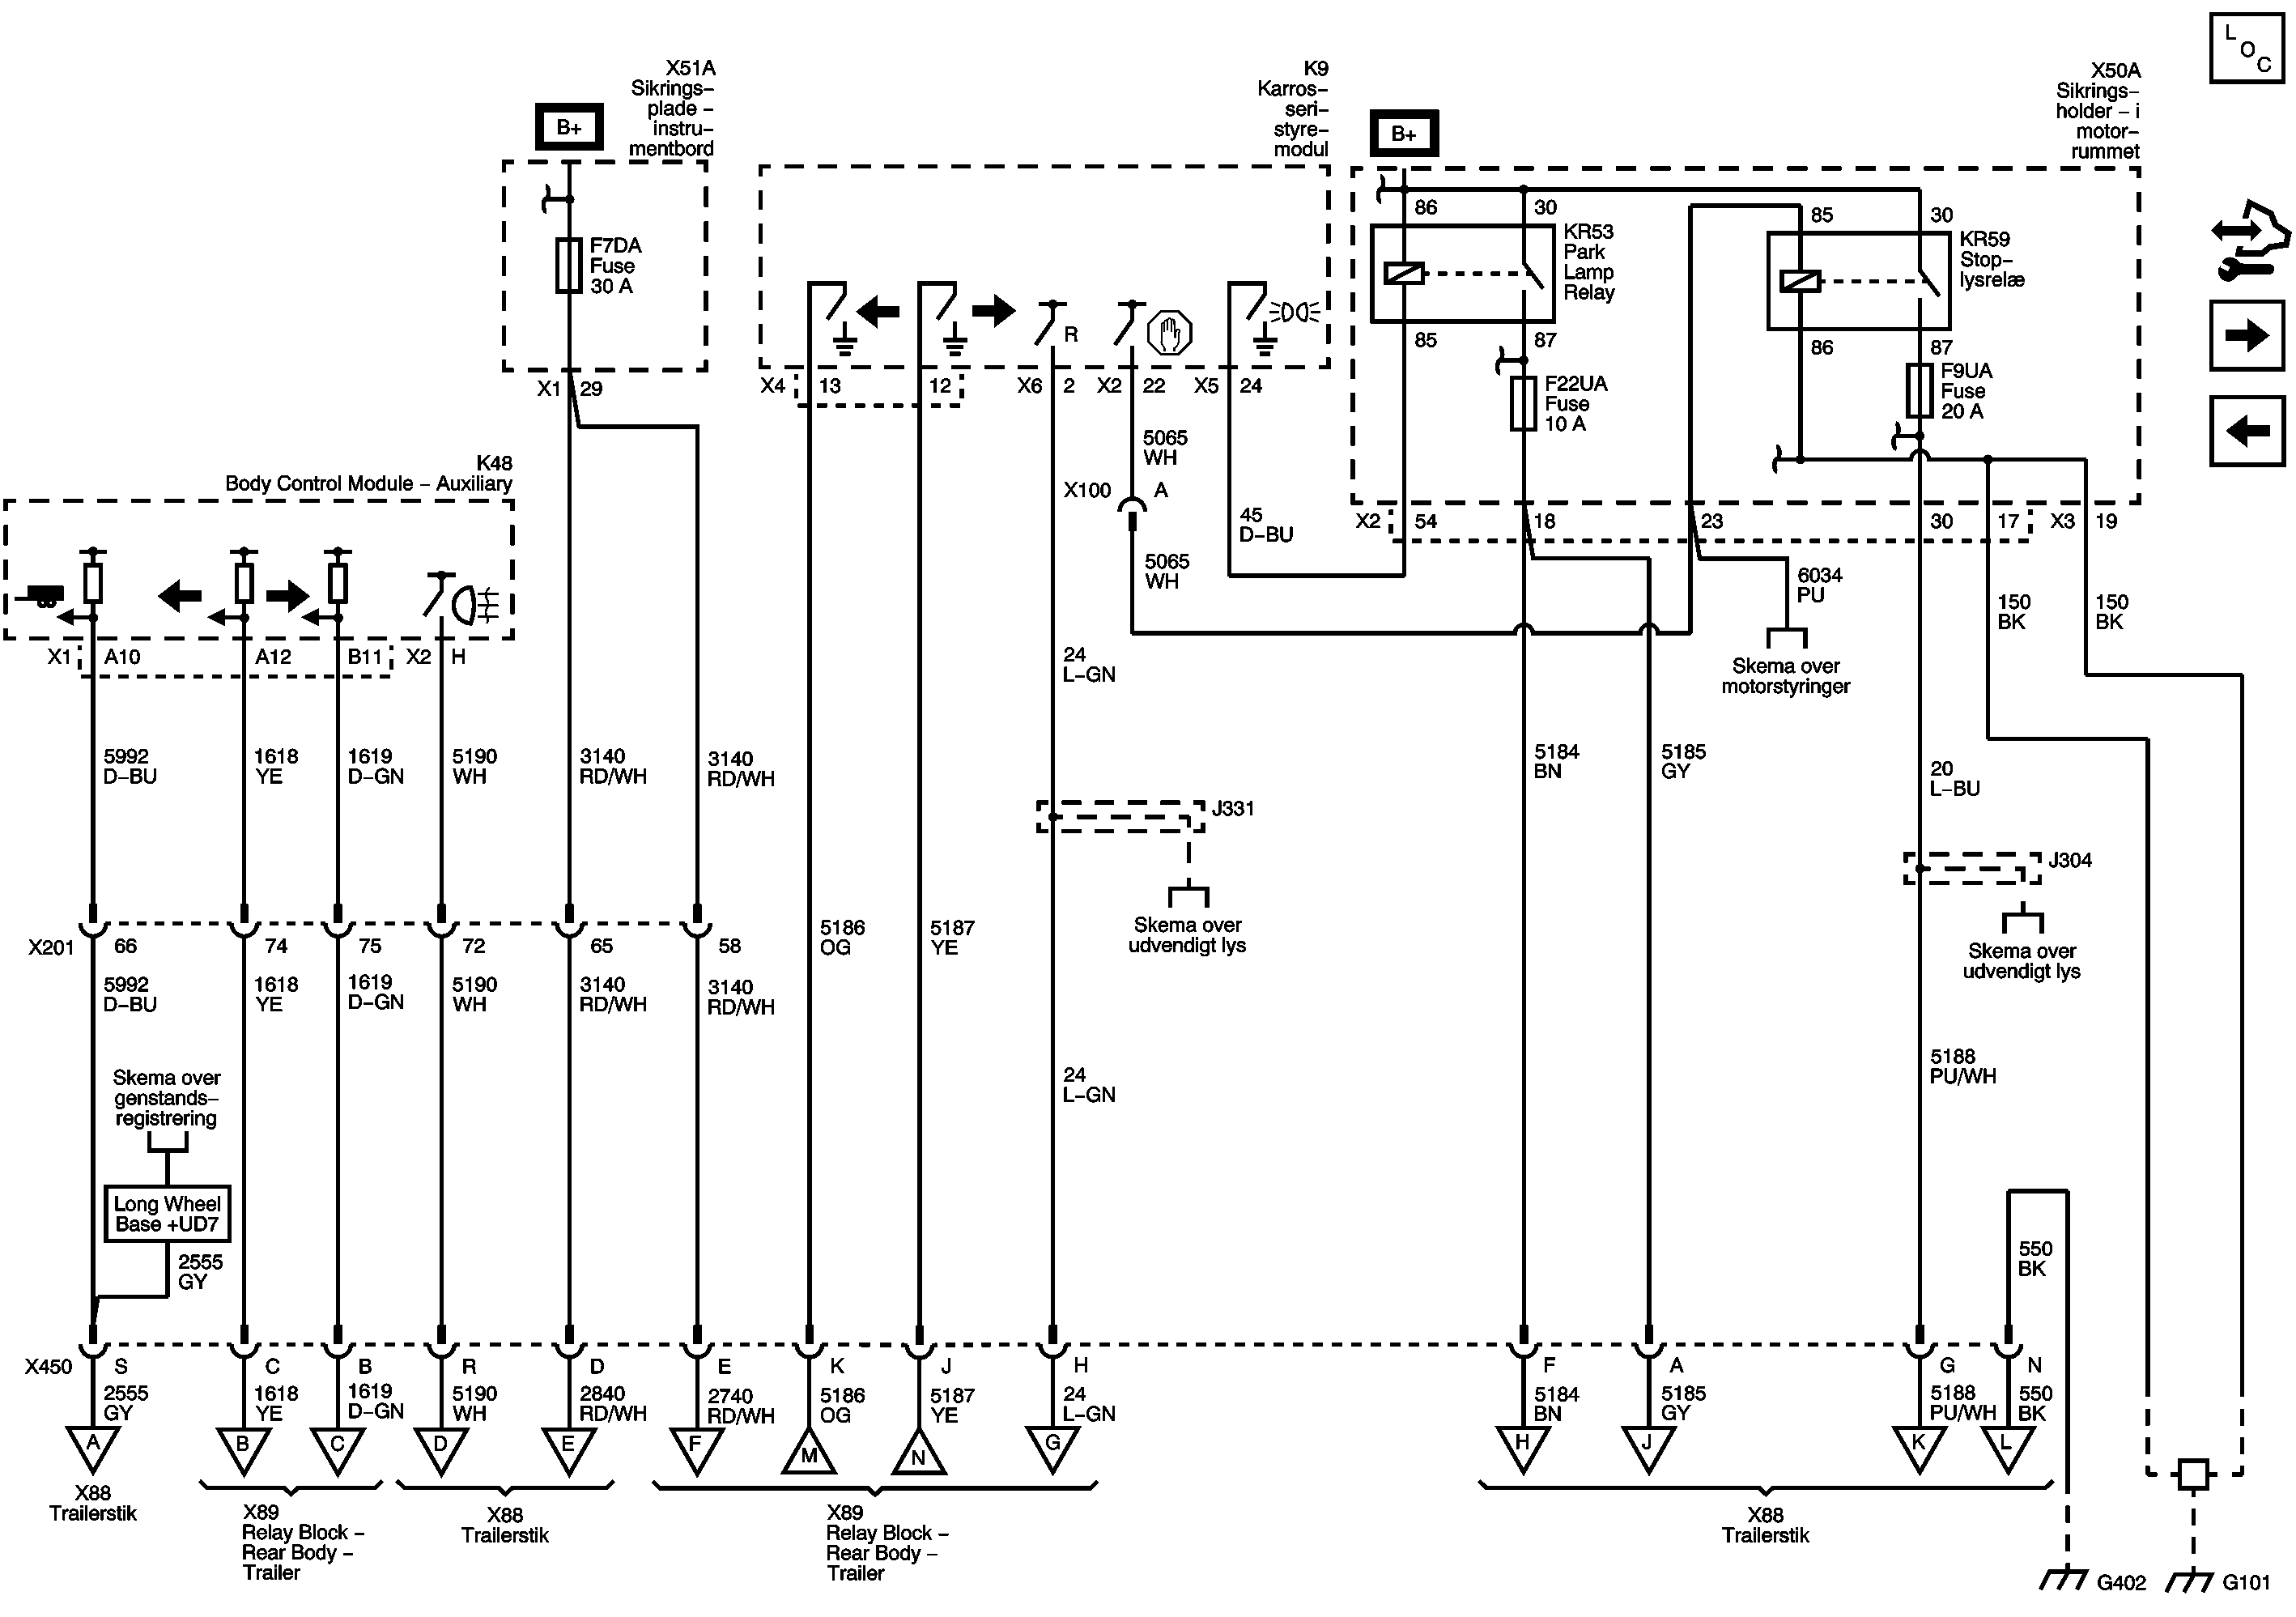 L
O
C
X51A
Sikrings–
plade –
instru–
mentbord
K9
Karros–
seri–
styre–
modul
X50A
Sikrings–
holder – i
motor–
rummet
B+
B+
F7DA
Fuse
30 A
R
86
30
KR53
Park
Lamp
Relay
85
87
F22UA
Fuse
10 A
85
30
KR59
Stop–
lysrelæ
86
87
F9UA
Fuse
20 A
X1
29
X4
13
12
X6
2
X2
22
X5
24
5065
WH
X100
A
5065
WH
45
D–BU
X2
54
18
23
30
17
X3
19
6034
PU
Skema over
motorstyringer
150
BK
150
BK
K48
Body Control Module – Auxiliary
X1
A10
A12
B11
X2
H
24
L–GN
5992
D–BU
1618
YE
1619
D–GN
5190
WH
3140
RD/WH
3140
RD/WH
5184
BN
5185
GY
20
L–BU
J331
Skema over
udvendigt lys
J304
Skema over
udvendigt lys
5186
OG
5187
YE
X201
66
74
75
72
65
58
5992
D–BU
1618
YE
1619
D–GN
5190
WH
3140
RD/WH
3140
RD/WH
24
L–GN
5188
PU/WH
Skema over
genstands–
registrering
Long Wheel
Base +UD7
2555
GY
550
BK
X450
S
C
B
R
D
E
K
J
H
F
A
G
N
2555
GY
1618
YE
1619
D–GN
5190
WH
2840
RD/WH
2740
RD/WH
5186
OG
5187
YE
24
L–GN
5184
BN
5185
GY
5188
PU/WH
550
BK
A
B
C
D
E
F
M
N
G
H
J
K
L
X88
Trailerstik
X89
Relay Block –
Rear Body –
Trailer
X88
Trailerstik
X89
Relay Block –
Rear Body –
Trailer
X88
Trailerstik
G402
G101